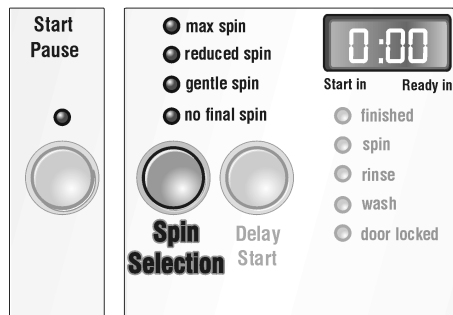 Start
Pause
max spin
reduced spin
gentle spin
no final spin
Spin
Selection
Delay
Start
0:00
Start in Ready in
finished
spin
rinse
wash
door locked